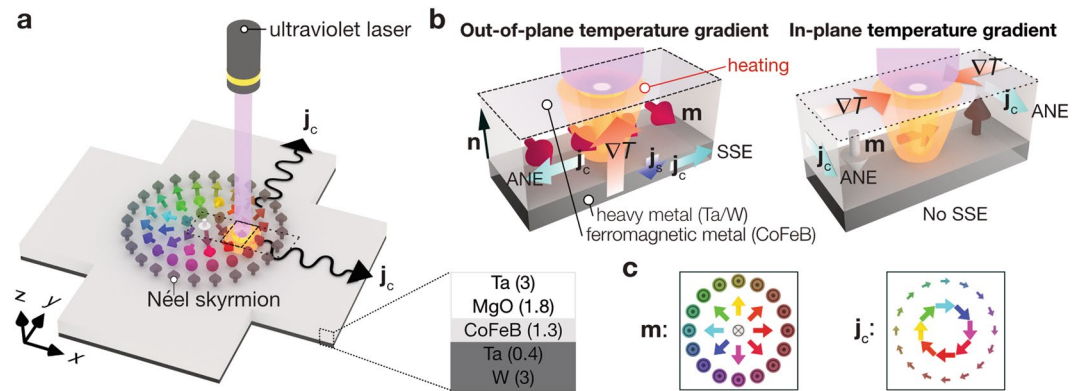 a
ultraviolet laser
j_c
j_c
Néel skyrmion
z
y
x
Ta (3)
MgO (1.8)
CoFeB (1.3)
Ta (0.4)
W (3)
b
Out-of-plane temperature gradient
heating
n
m
j_c
∇T
j_s
j_c
SSE
ANE
heavy metal (Ta/W)
ferromagnetic metal (CoFeB)
In-plane temperature gradient
∇T
∇T
j_c
ANE
j_c
m
ANE
No SSE
c
m:
j_c: